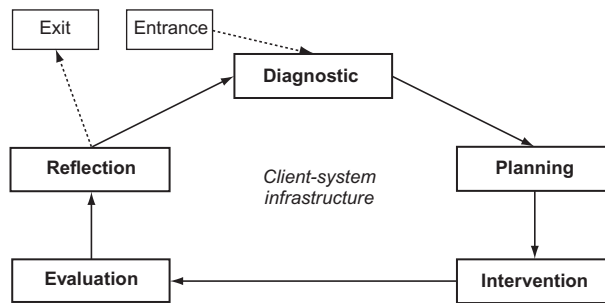 Exit
Entrance
Diagnostic
Reflection
Planning
Client-system
infrastructure
Evaluation
Intervention